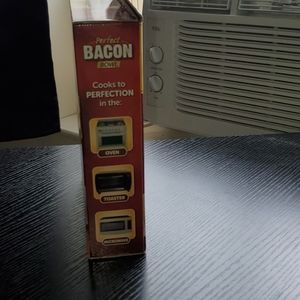 Perfect
BACON
BOWL
Cooks to
PERFECTION
in the:
OVEN
TOASTER
MICROWAVE